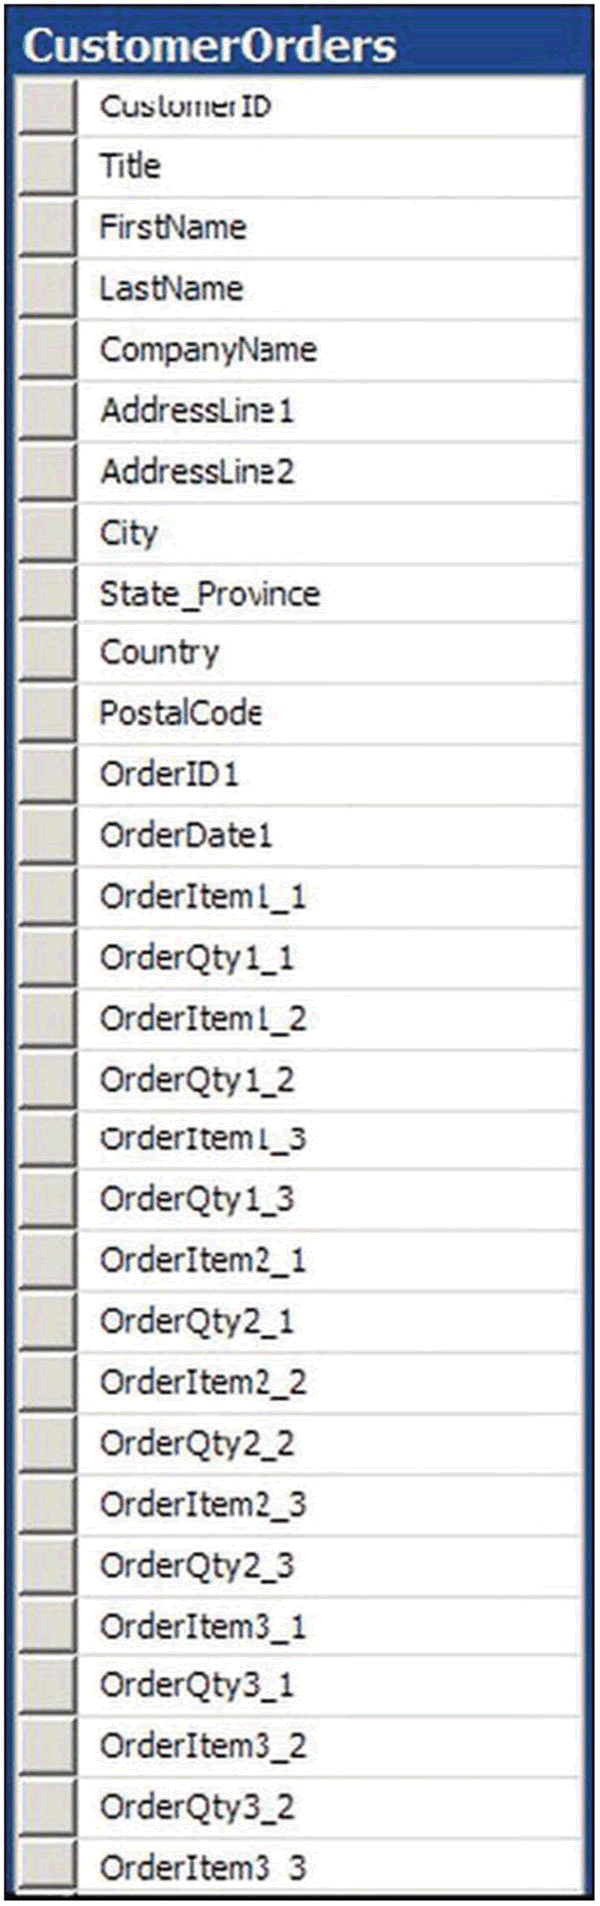 CustomerOrders
CustomerID
Title
FirstName
LastName
CompanyName
AddressLine1
AddressLine2
City
State_Province
Country
PostalCode
OrderID1
OrderDate1
OrderItem1_1
OrderQty1_1
OrderItem1_2
OrderQty1_2
OrderItem1_3
OrderQty1_3
OrderItem2_1
OrderQty2_1
OrderItem2_2
OrderQty2_2
OrderItem2_3
OrderQty2_3
OrderItem3_1
OrderQty3_1
OrderItem3_2
OrderQty3_2
OrderItem3_3